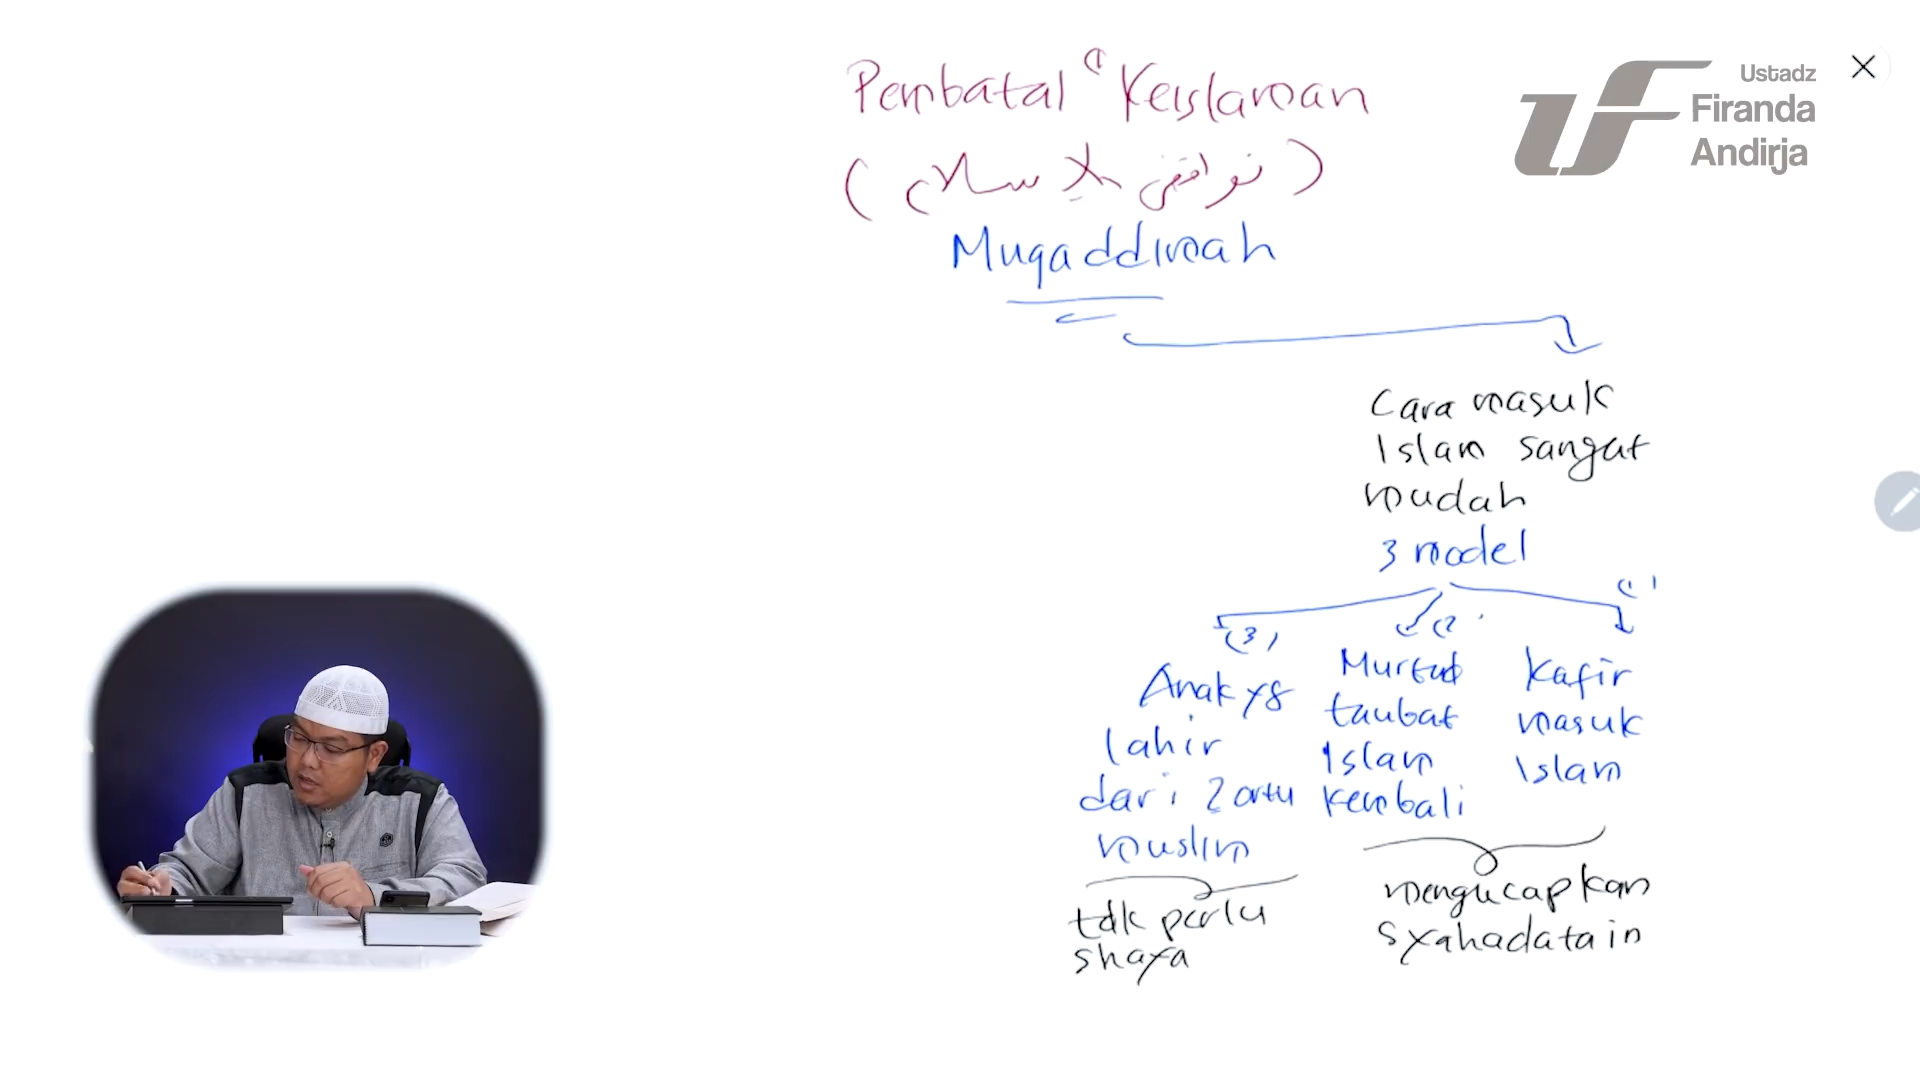 Pembatal² Keislaman
( نواقض الإسلام )
Muqaddimah
Ustadz
Firanda
Andirja
Cara masuk
Islam sangat
mudah
3 model
(1)
Kafir
masuk
Islam
(2)
Murtad
taubat
Islam
kembali
mengucapkan
syahadatain
(3)
Anak yg
lahir
dari 2 ortu
muslim
tdk perlu